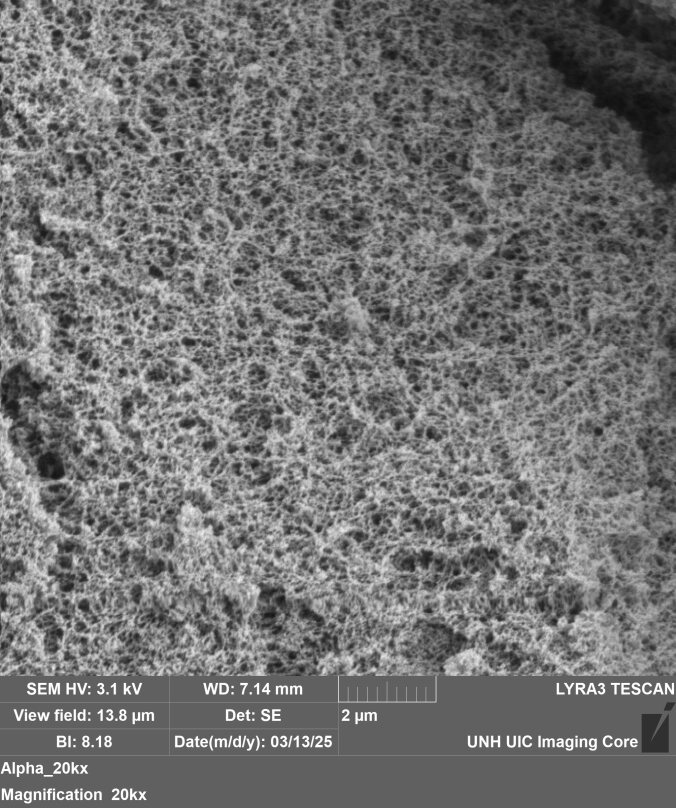 SEM HV: 3.1 kV WD: 7.14 mm LYRA3 TESCAN
View field: 13.8 µm Det: SE 2 µm
BI: 8.18 Date(m/d/y): 03/13/25 UNH UIC Imaging Core
Alpha_20kx
Magnification 20kx